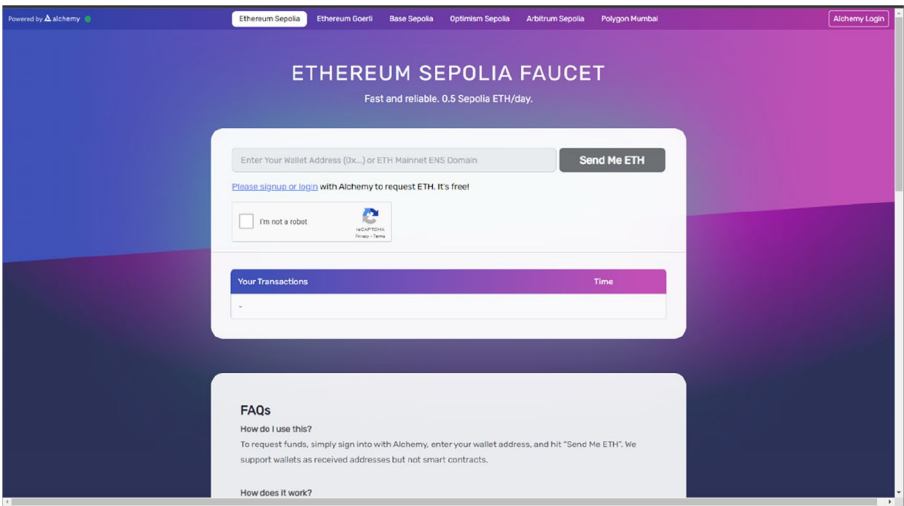 Powered by alchemy
Ethereum Sepolia Ethereum Goerli Base Sepolia Optimism Sepolia Arbitrum Sepolia Polygon Mumbai
Alchemy Login
ETHEREUM SEPOLIA FAUCET
Fast and reliable. 0.5 Sepolia ETH/day.
Enter Your Wallet Address (0x...) or ETH Mainnet ENS Domain
Send Me ETH
Please signup or login with Alchemy to request ETH. It's free!
I'm not a robot
reCAPTCHA
Privacy - Terms
Your Transactions Time
-
FAQs
How do I use this?
To request funds, simply sign into with Alchemy, enter your wallet address, and hit "Send Me ETH". We
support wallets as received addresses but not smart contracts.
How does it work?